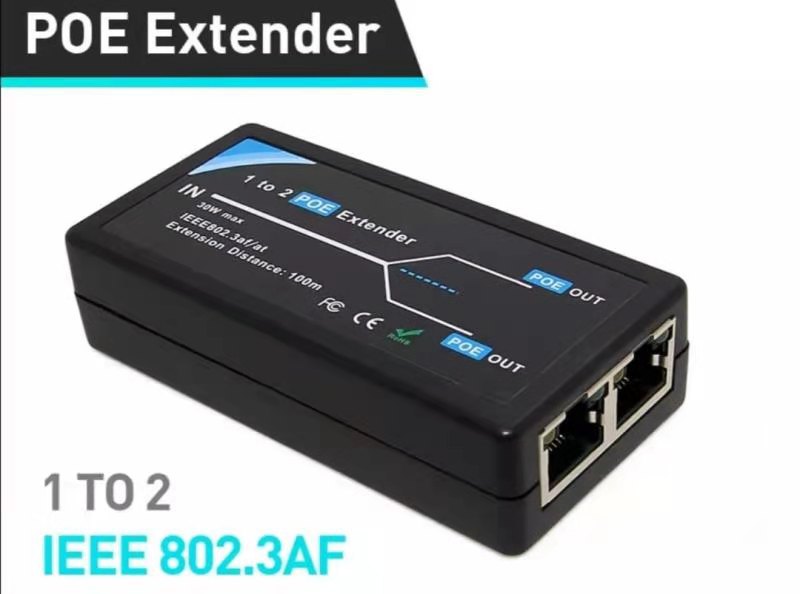 POE Extender
1 to 2 POE Extender
IN
30W max
IEEE802.3af/at
Extension Distance: 100m
FC CE RoHS
POE OUT
POE OUT
1 TO 2
IEEE 802.3AF